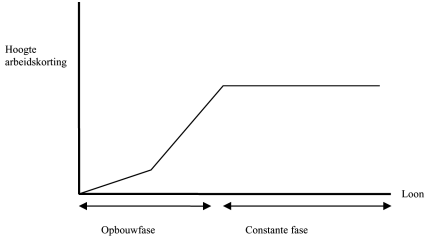 Hoogte
arbeidskorting
Loon
Opbouwfase
Constante fase